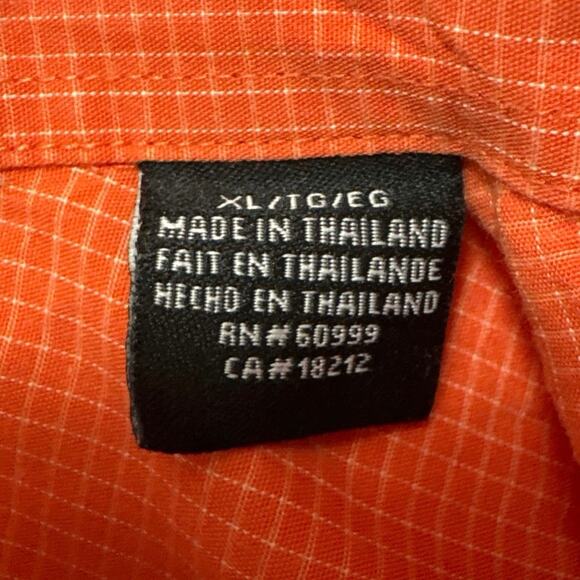 XL/TG/EG
MADE IN THAILAND
FAIT EN THAILANDE
HECHO EN THAILAND
RN#60999
CA#18212